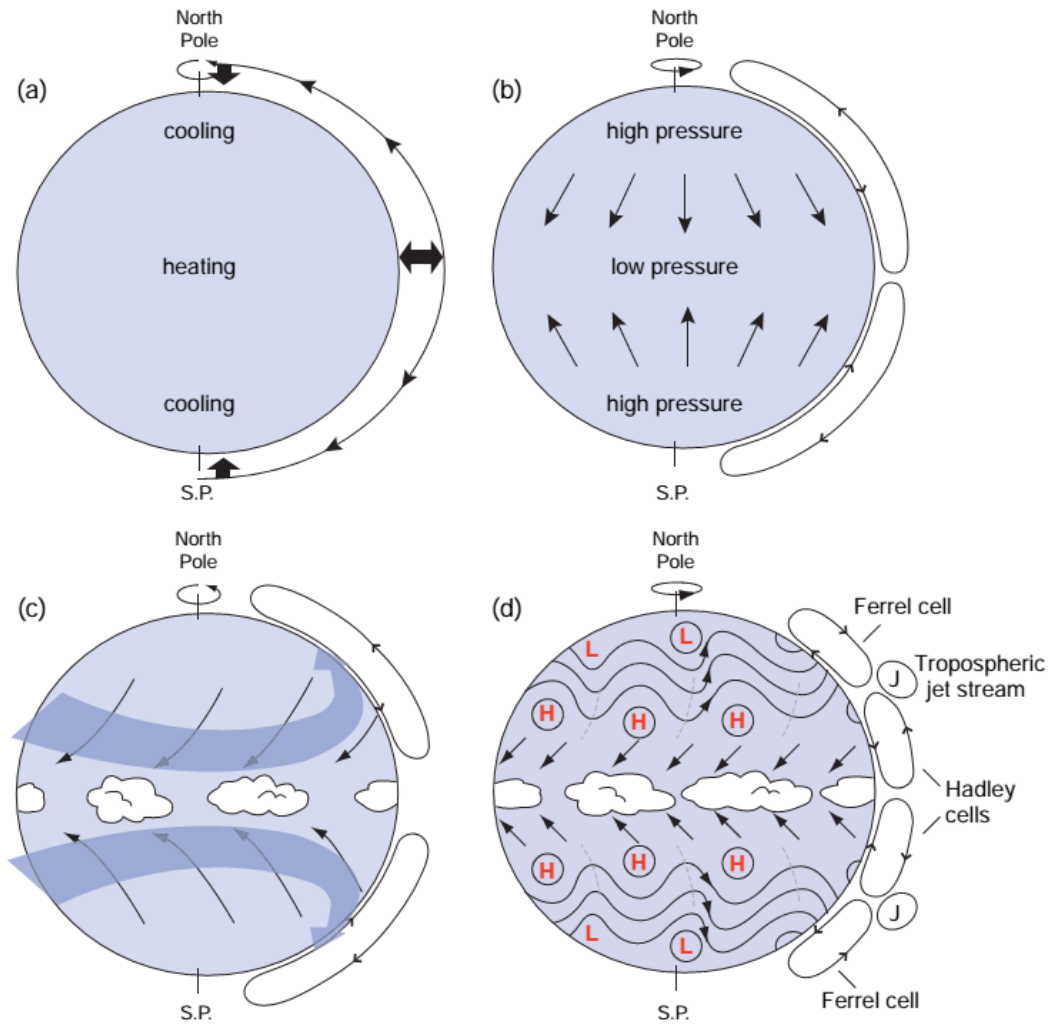 North
Pole
(a)
cooling
heating
cooling
S.P.
North
Pole
(b)
high pressure
low pressure
high pressure
S.P.
North
Pole
(c)
S.P.
North
Pole
(d)
L
L
H
H
H
H
H
H
L
L
S.P.
Ferrel cell
J
Tropospheric
jet stream
Hadley
cells
J
Ferrel cell